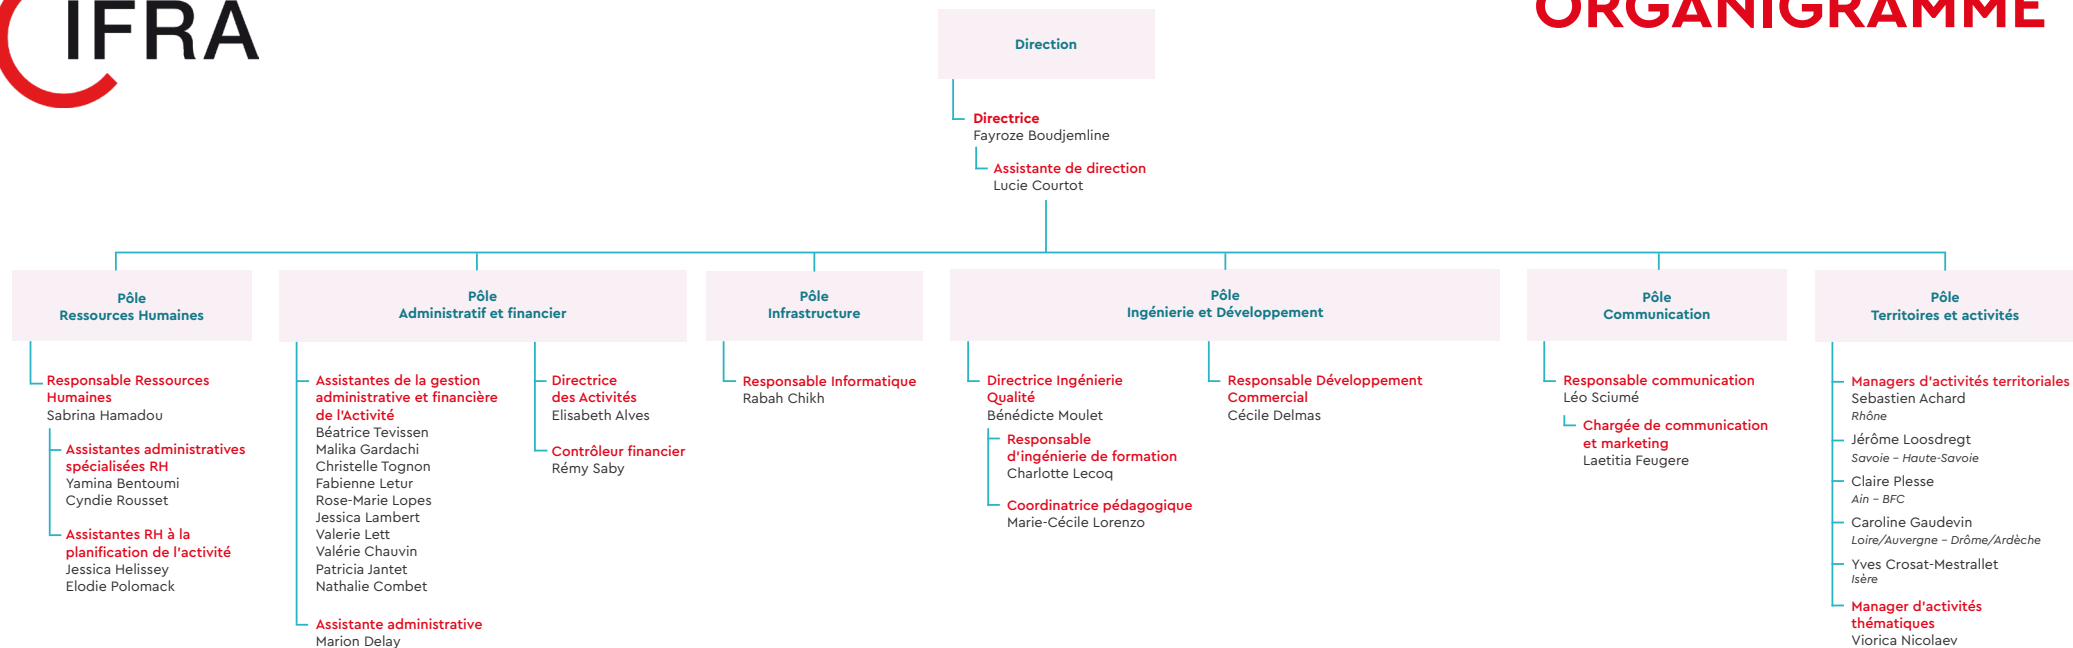 IFRA
ORGANIGRAMME
Direction
Directrice
Fayroze Boudjemline
Assistante de direction
Lucie Courtot
Pôle
Ressources Humaines
Responsable Ressources
Humaines
Sabrina Hamadou
Assistantes administratives
spécialisées RH
Yamina Bentoumi
Cyndie Rousset
Assistantes RH à la
planification de l'activité
Jessica Helissey
Elodie Polomack
Pôle
Administratif et financier
Assistantes de la gestion
administrative et financière
de l'Activité
Béatrice Tevissen
Malika Gardachi
Christelle Tognon
Fabienne Letur
Rose-Marie Lopes
Jessica Lambert
Valerie Lett
Valérie Chauvin
Patricia Jantet
Nathalie Combet
Assistante administrative
Marion Delay
Directrice
des Activités
Elisabeth Alves
Contrôleur financier
Rémy Saby
Pôle
Infrastructure
Responsable Informatique
Rabah Chikh
Pôle
Ingénierie et Développement
Directrice Ingénierie
Qualité
Bénédicte Moulet
Responsable
d'ingénierie de formation
Charlotte Lecoq
Coordinatrice pédagogique
Marie-Cécile Lorenzo
Responsable Développement
Commercial
Cécile Delmas
Pôle
Communication
Responsable communication
Léo Sciumé
Chargée de communication
et marketing
Laetitia Feugere
Pôle
Territoires et activités
Managers d'activités territoriales
Sebastien Achard
Rhône
Jérôme Loosdregt
Savoie – Haute-Savoie
Claire Plesse
Ain – BFC
Caroline Gaudevin
Loire/Auvergne – Drôme/Ardèche
Yves Crosat-Mestrallet
Isère
Manager d'activités
thématiques
Viorica Nicolaev